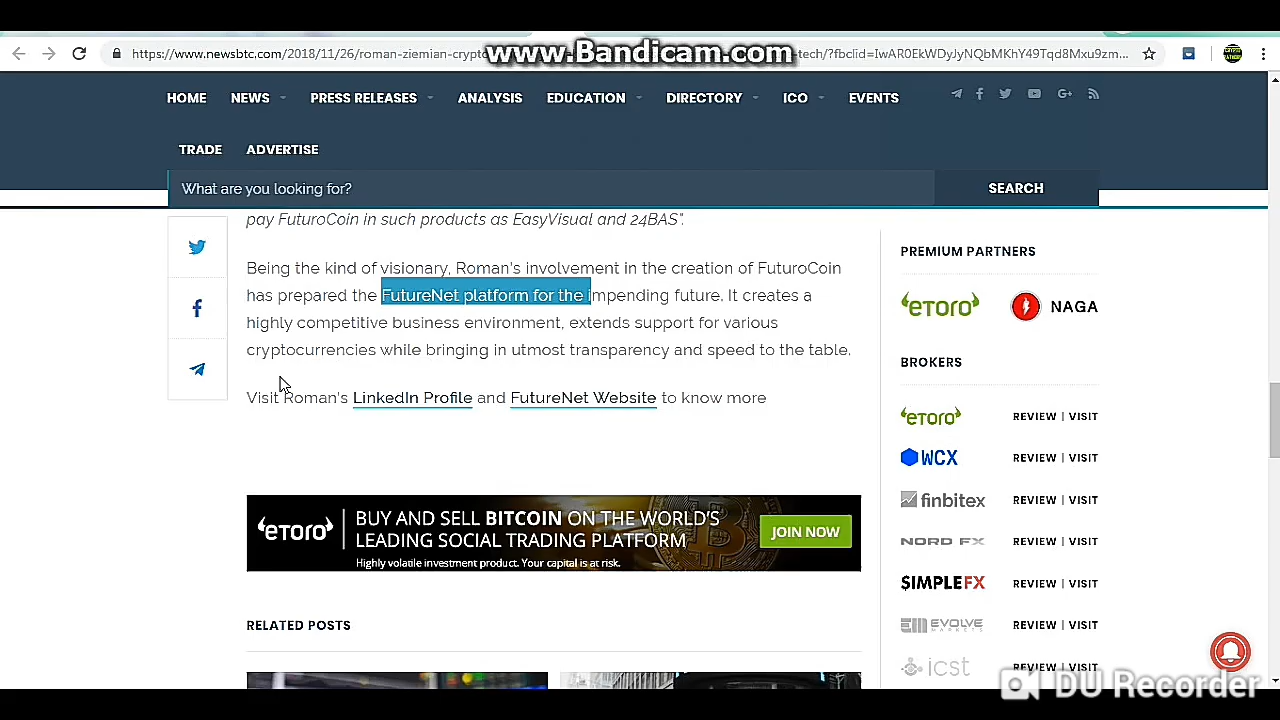 www.Bandicam.com
https://www.newsbtc.com/2018/11/26/roman-ziemian-crypt tech/?fbclid=IwAR0EkWDyJyNQbMKhY49Tqd8Mxu9zm...
HOME NEWS PRESS RELEASES ANALYSIS EDUCATION DIRECTORY ICO EVENTS
TRADE ADVERTISE
What are you looking for? SEARCH
pay FuturoCoin in such products as EasyVisual and 24BAS".
Being the kind of visionary, Roman's involvement in the creation of FuturoCoin
has prepared the FutureNet platform for the impending future. It creates a
highly competitive business environment, extends support for various
cryptocurrencies while bringing in utmost transparency and speed to the table.
Visit Roman's LinkedIn Profile and FutureNet Website to know more
eToro BUY AND SELL BITCOIN ON THE WORLD'S
LEADING SOCIAL TRADING PLATFORM
JOIN NOW
Highly volatile investment product. Your capital is at risk.
RELATED POSTS
PREMIUM PARTNERS
eToro NAGA
BROKERS
eToro REVIEW | VISIT
WCX REVIEW | VISIT
finbitex REVIEW | VISIT
NORD FX REVIEW | VISIT
SIMPLEFX REVIEW | VISIT
EVOLVE MARKETS REVIEW | VISIT
icst REVIEW | VISIT
DU Recorder